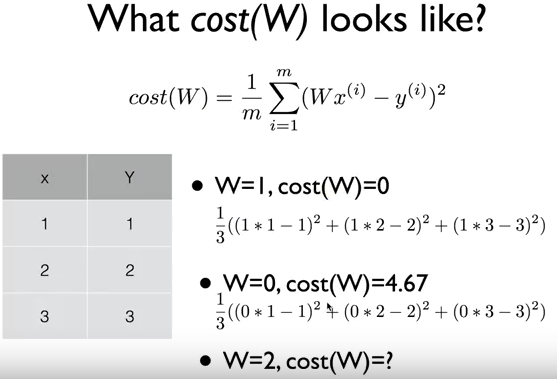 What cost(W) looks like?
cost(W) = \frac{1}{m} \sum_{i=1}^{m} (Wx^{(i)} - y^{(i)})^2
x Y
1 1
2 2
3 3
• W=1, cost(W)=0
\frac{1}{3}((1 * 1 - 1)^2 + (1 * 2 - 2)^2 + (1 * 3 - 3)^2)
• W=0, cost(W)=4.67
\frac{1}{3}((0 * 1 - 1)^2 + (0 * 2 - 2)^2 + (0 * 3 - 3)^2)
• W=2, cost(W)=?